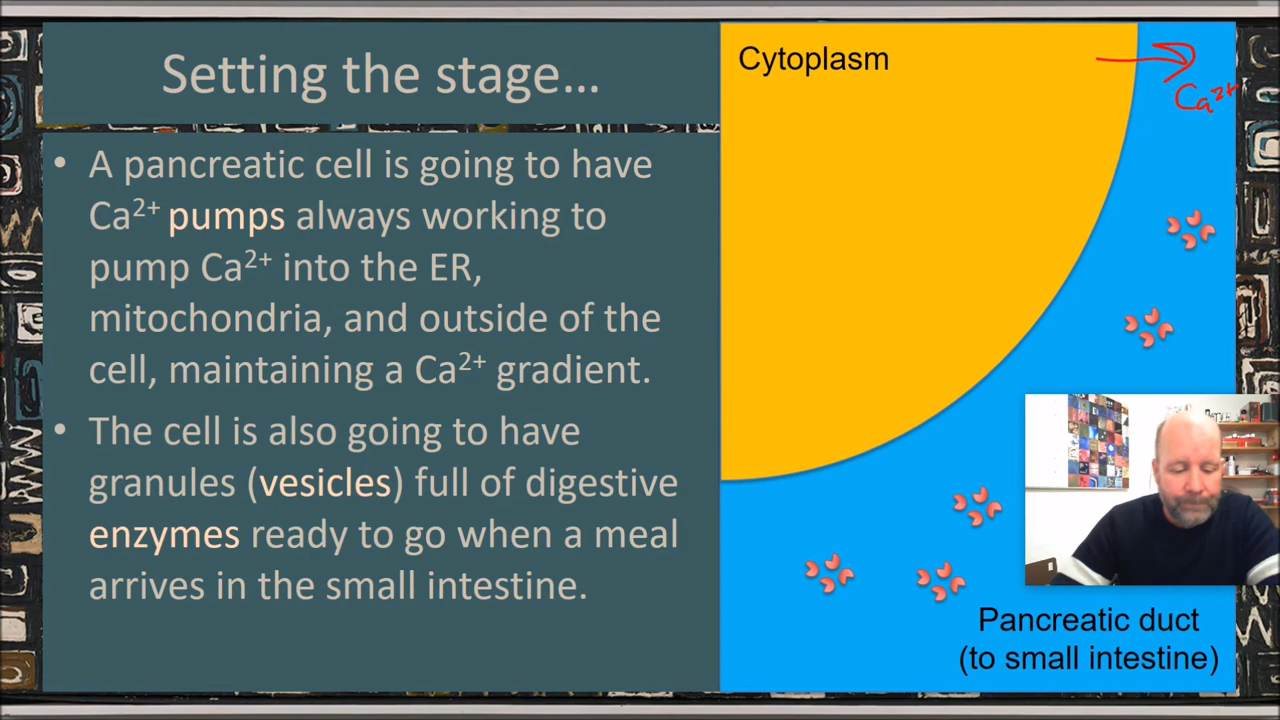 Setting the stage…
• A pancreatic cell is going to have
Ca²⁺ pumps always working to
pump Ca²⁺ into the ER,
mitochondria, and outside of the
cell, maintaining a Ca²⁺ gradient.
• The cell is also going to have
granules (vesicles) full of digestive
enzymes ready to go when a meal
arrives in the small intestine.
Cytoplasm
Ca²⁺
Pancreatic duct
(to small intestine)